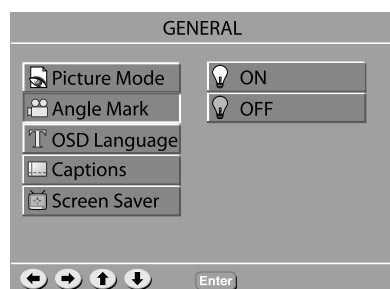 GENERAL
Picture Mode
Angle Mark
OSD Language
Captions
Screen Saver
ON
OFF
Enter